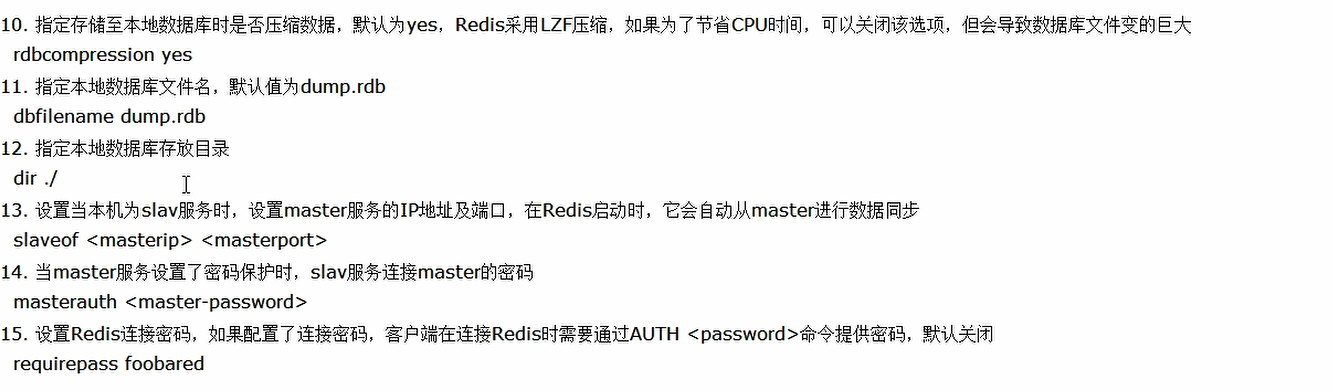 10. 指定存储至本地数据库时是否压缩数据，默认为yes，Redis采用LZF压缩，如果为了节省CPU时间，可以关闭该选项，但会导致数据库文件变的巨大
rdbcompression yes
11. 指定本地数据库文件名，默认值为dump.rdb
dbfilename dump.rdb
12. 指定本地数据库存放目录
dir ./
13. 设置当本机为slav服务时，设置master服务的IP地址及端口，在Redis启动时，它会自动从master进行数据同步
slaveof <masterip> <masterport>
14. 当master服务设置了密码保护时，slav服务连接master的密码
masterauth <master-password>
15. 设置Redis连接密码，如果配置了连接密码，客户端在连接Redis时需要通过AUTH <password>命令提供密码，默认关闭
requirepass foobared